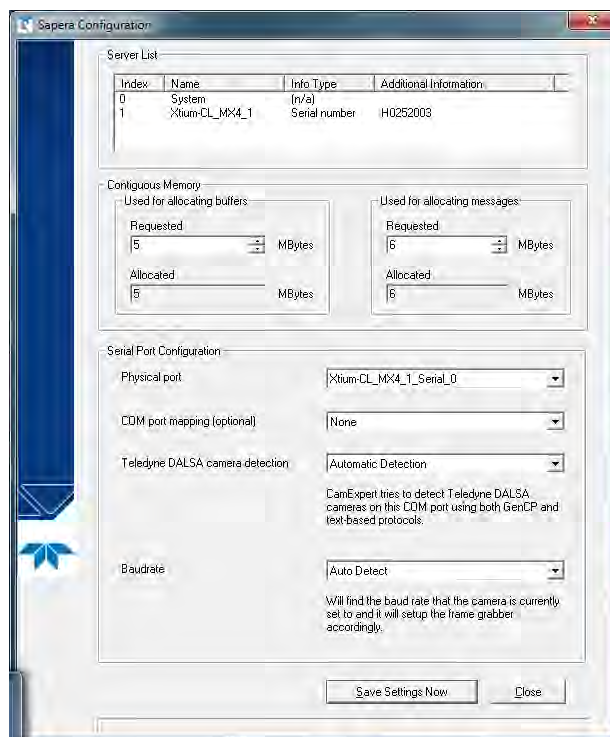 Sapera Configuration
Server List
Index Name Info Type Additional Information
0 System (n/a)
1 Xtium-CL_MX4_1 Serial number H0252003
Contiguous Memory
Used for allocating buffers Used for allocating messages
Requested Requested
5 MBytes 6 MBytes
Allocated Allocated
5 MBytes 6 MBytes
Serial Port Configuration
Physical port Xtium-CL_MX4_1_Serial_0
COM port mapping (optional) None
Teledyne DALSA camera detection Automatic Detection
CamExpert tries to detect Teledyne DALSA
cameras on this COM port using both GenCP and
text-based protocols.
Baudrate Auto Detect
Will find the baud rate that the camera is currently
set to and it will setup the frame grabber
accordingly.
Save Settings Now Close